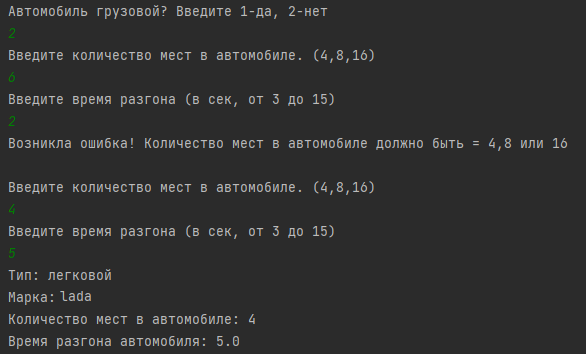 Автомобиль грузовой? Введите 1-да, 2-нет
2
Введите количество мест в автомобиле. (4,8,16)
6
Введите время разгона (в сек, от 3 до 15)
2
Возникла ошибка! Количество мест в автомобиле должно быть = 4,8 или 16
Введите количество мест в автомобиле. (4,8,16)
4
Введите время разгона (в сек, от 3 до 15)
5
Тип: легковой
Марка: lada
Количество мест в автомобиле: 4
Время разгона автомобиля: 5.0